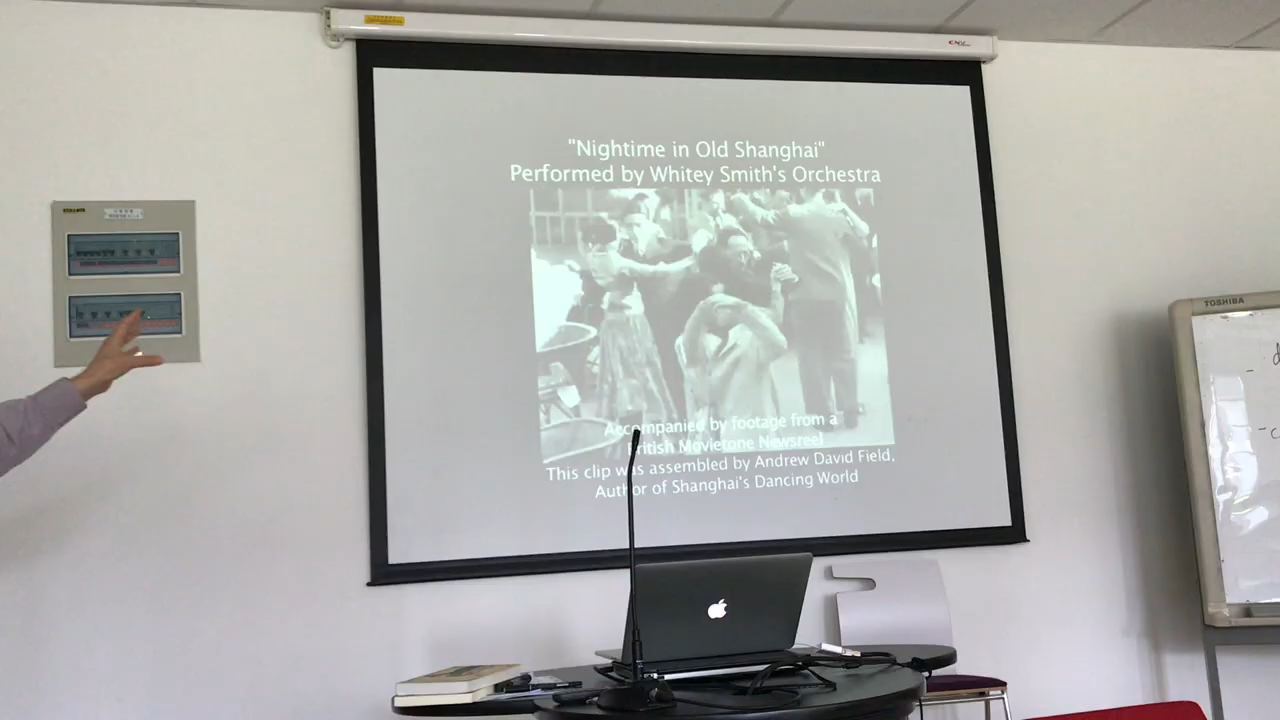 "Nightime in Old Shanghai"
Performed by Whitey Smith's Orchestra
Accompanied by footage from a
British Movietone Newsreel
This clip was assembled by Andrew David Field,
Author of Shanghai's Dancing World
TOSHIBA